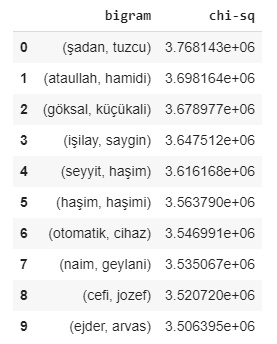 bigram chi-sq
0 (şadan, tuzcu) 3.768143e+06
1 (ataullah, hamidi) 3.698164e+06
2 (göksal, küçükali) 3.678977e+06
3 (işilay, saygin) 3.647512e+06
4 (seyyit, haşim) 3.616168e+06
5 (haşim, haşimi) 3.563790e+06
6 (otomatik, cihaz) 3.546991e+06
7 (naim, geylani) 3.535067e+06
8 (cefi, jozef) 3.520720e+06
9 (ejder, arvas) 3.506395e+06